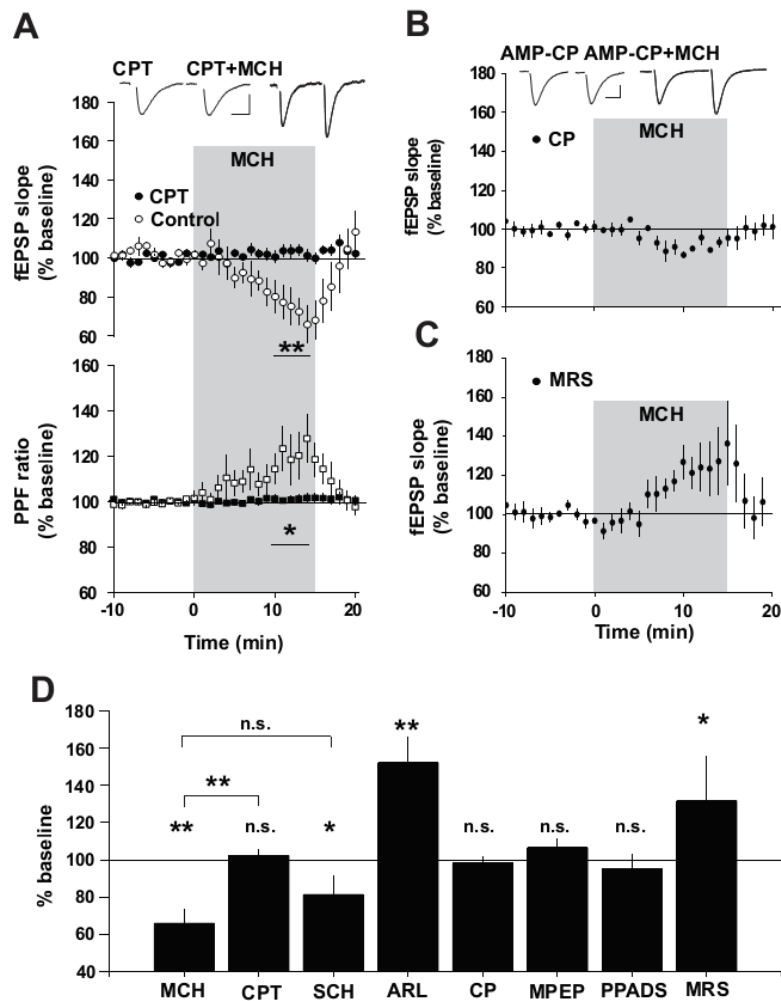 A
CPT CPT+MCH
180
160
140
120
100
80
60
fEPSP slope
(% baseline)
MCH
CPT
Control
**
160
140
120
100
80
60
PPF ratio
(% baseline)
*
-10 0 10 20
Time (min)
B
AMP-CP AMP-CP+MCH
180
160
140
120
100
80
60
fEPSP slope
(% baseline)
MCH
CP
C
160
140
120
100
80
60
fEPSP slope
(% baseline)
MRS
MCH
-10 0 10 20
Time (min)
D
180
160
140
120
100
80
60
40
% baseline
n.s.
**
** n.s. * ** n.s. n.s. n.s. *
MCH CPT SCH ARL CP MPEP PPADS MRS